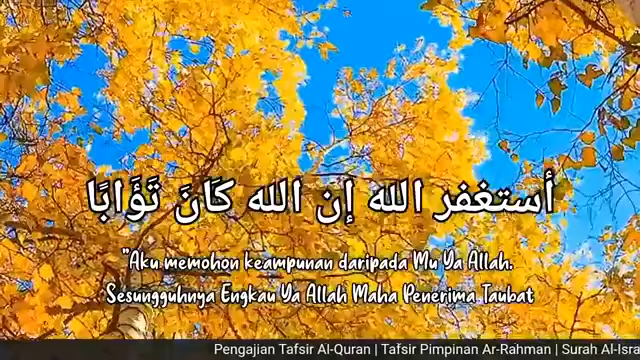 أستغفر الله إن الله كَانَ تَؤَابًا
"Aku memohon keampunan daripada Mu Ya Allah.
Sesungguhnya Engkau Ya Allah Maha Penerima Taubat
Pengajian Tafsir Al-Quran | Tafsir Pimpinan Ar-Rahman | Surah Al-Isra